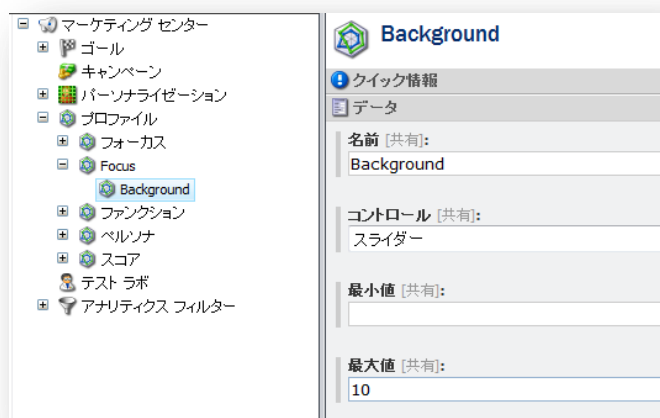 マーケティング センター
ゴール
キャンペーン
パーソナライゼーション
プロファイル
フォーカス
Focus
Background
ファンクション
ペルソナ
スコア
テスト ラボ
アナリティクス フィルター
Background
クイック情報
データ
名前 [共有]:
Background
コントロール [共有]:
スライダー
最小値 [共有]:
最大値 [共有]:
10